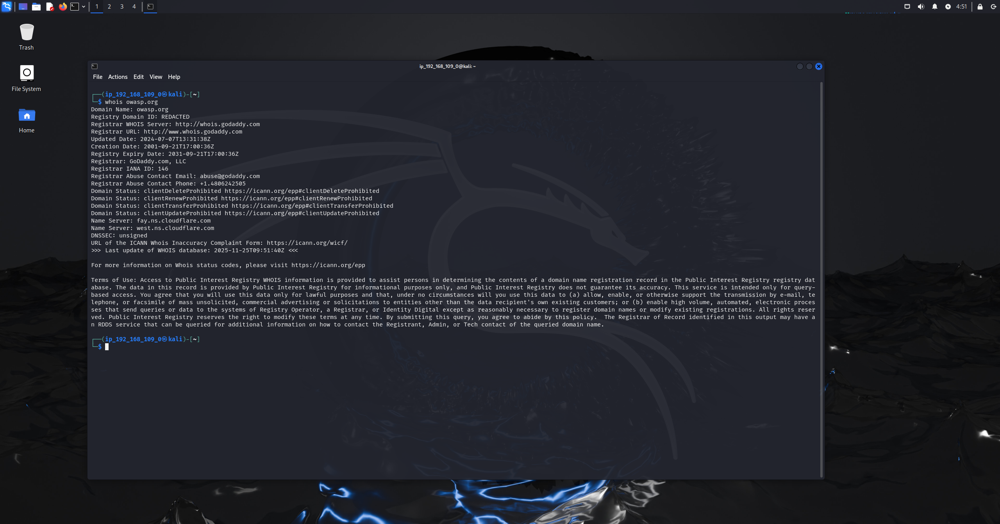 1 2 3 4
4:51
Trash
File System
Home
ip_192_168_109_0@kali: ~
File Actions Edit View Help
┌──(ip_192_168_109_0㉿kali)-[~]
└─$ whois owasp.org
Domain Name: owasp.org
Registry Domain ID: REDACTED
Registrar WHOIS Server: http://whois.godaddy.com
Registrar URL: http://www.whois.godaddy.com
Updated Date: 2024-07-07T13:31:38Z
Creation Date: 2001-09-21T17:00:36Z
Registry Expiry Date: 2031-09-21T17:00:36Z
Registrar: GoDaddy.com, LLC
Registrar IANA ID: 146
Registrar Abuse Contact Email: abuse@godaddy.com
Registrar Abuse Contact Phone: +1.4806242505
Domain Status: clientDeleteProhibited https://icann.org/epp#clientDeleteProhibited
Domain Status: clientRenewProhibited https://icann.org/epp#clientRenewProhibited
Domain Status: clientTransferProhibited https://icann.org/epp#clientTransferProhibited
Domain Status: clientUpdateProhibited https://icann.org/epp#clientUpdateProhibited
Name Server: fay.ns.cloudflare.com
Name Server: west.ns.cloudflare.com
DNSSEC: unsigned
URL of the ICANN Whois Inaccuracy Complaint Form: https://icann.org/wicf/
>>> Last update of WHOIS database: 2025-11-25T09:51:40Z <<<
For more information on Whois status codes, please visit https://icann.org/epp
Terms of Use: Access to Public Interest Registry WHOIS information is provided to assist persons in determining the contents of a domain name registration record in the Public Interest Registry registry dat
abase. The data in this record is provided by Public Interest Registry for informational purposes only, and Public Interest Registry does not guarantee its accuracy. This service is intended only for query-
based access. You agree that you will use this data only for lawful purposes and that, under no circumstances will you use this data to (a) allow, enable, or otherwise support the transmission by e-mail, te
lephone, or facsimile of mass unsolicited, commercial advertising or solicitations to entities other than the data recipient's own existing customers; or (b) enable high volume, automated, electronic proces
ses that send queries or data to the systems of Registry Operator, a Registrar, or Identity Digital except as reasonably necessary to register domain names or modify existing registrations. All rights reser
ved. Public Interest Registry reserves the right to modify these terms at any time. By submitting this query, you agree to abide by this policy.  The Registrar of Record identified in this output may have a
n RDDS service that can be queried for additional information on how to contact the Registrant, Admin, or Tech contact of the queried domain name.
┌──(ip_192_168_109_0㉿kali)-[~]
└─$